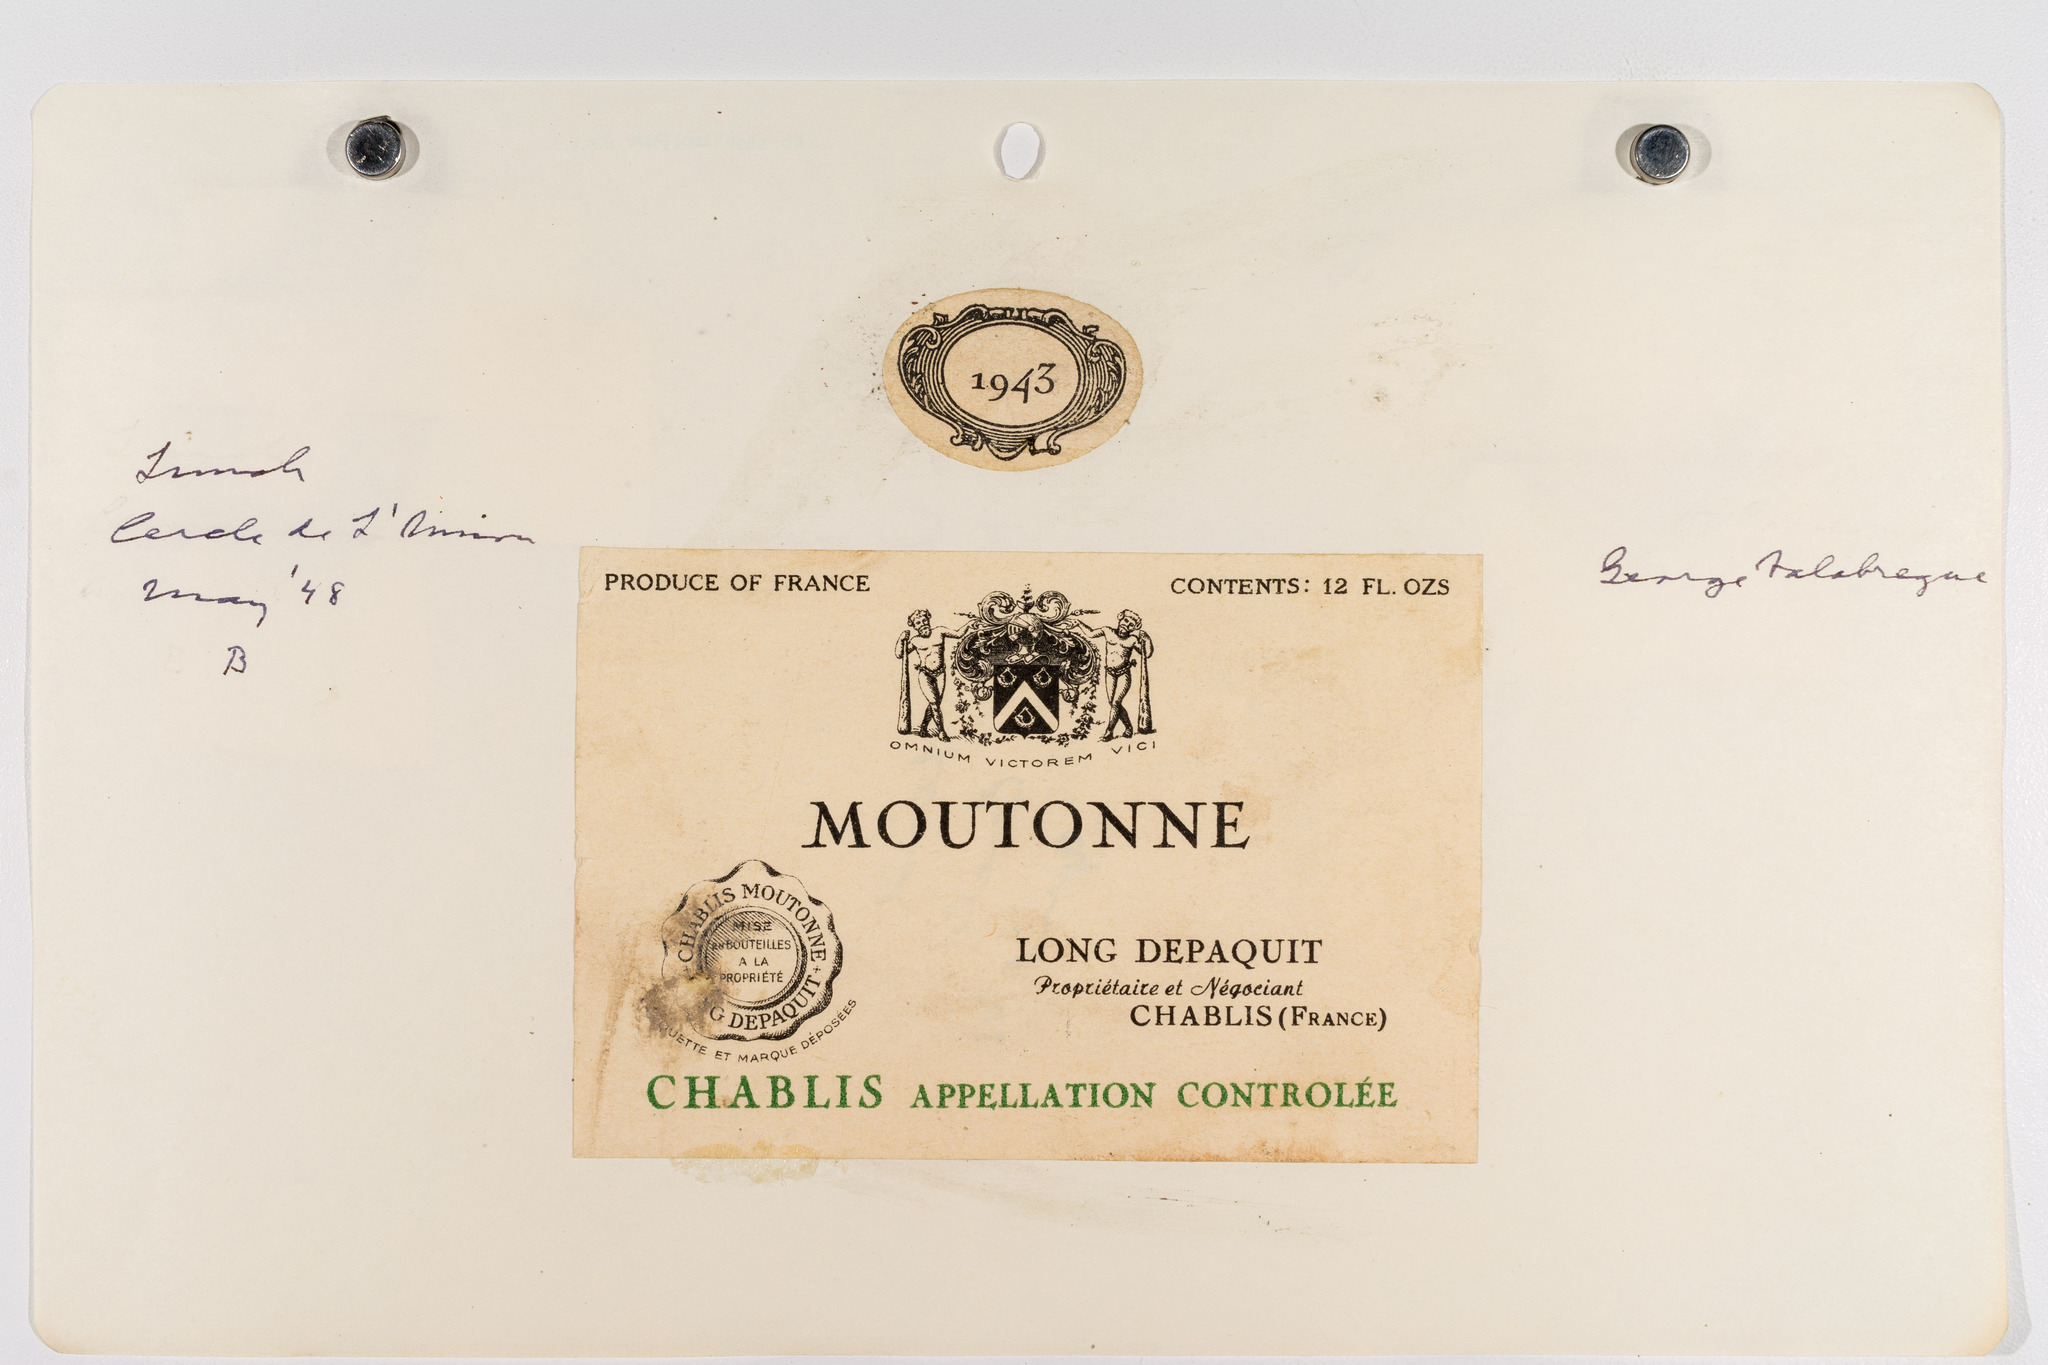 1943
Lunch
Cercle de L'Union
May '48
B
George
PRODUCE OF FRANCE
CONTENTS: 12 FL. OZS
OMNIUM VICTOREM VICI
MOUTONNE
CHABLIS MOUTONNE
MISE
EN BOUTEILLES
A LA
PROPRIÉTÉ
G DEPAQUIT
ET MARQUE DÉPOSÉES
LONG DEPAQUIT
Propriétaire et Négociant
CHABLIS (FRANCE)
CHABLIS APPELLATION CONTROLÉE